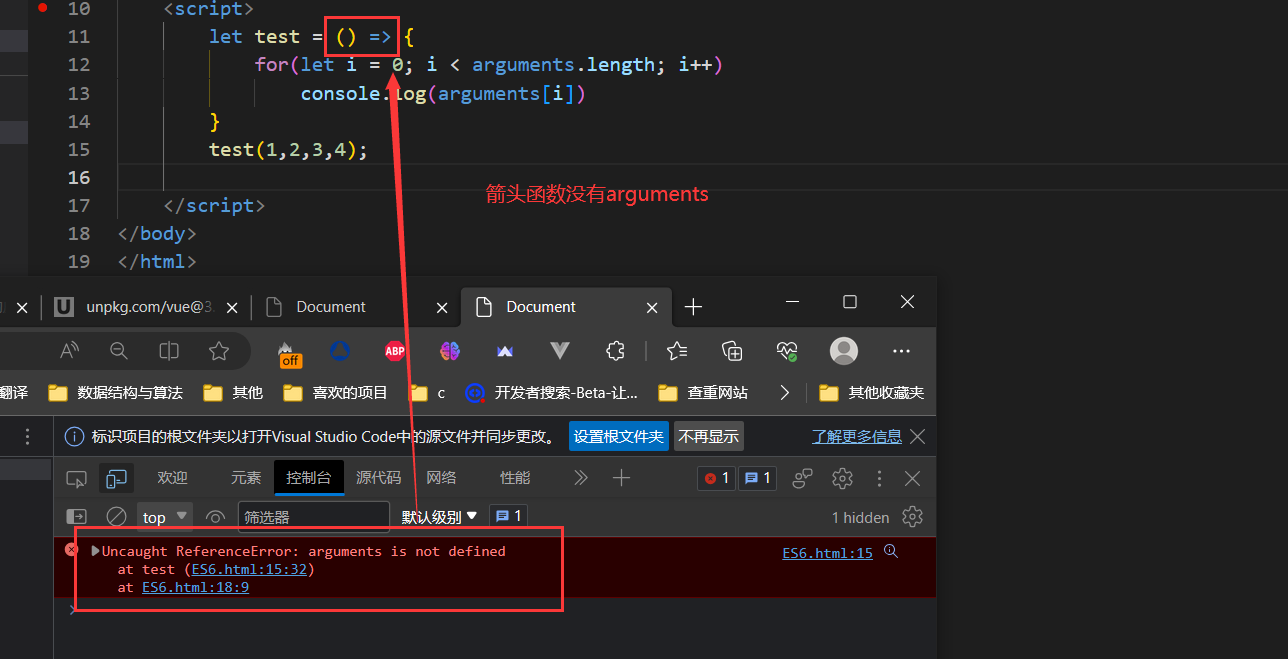 10 <script>
11 let test = () => {
12 for(let i = 0; i < arguments.length; i++)
13 console.log(arguments[i])
14 }
15 test(1,2,3,4);
16
箭头函数没有arguments
17 </script>
18 </body>
19 </html>
unpkg.com/vue@3. Document Document
A off ABP
翻译 数据结构与算法 其他 喜欢的项目 c 开发者搜索-Beta-让... 查重网站 其他收藏夹
标识项目的根文件夹以打开Visual Studio Code中的源文件并同步更改。 设置根文件夹 不再显示 了解更多信息
欢迎 元素 控制台 源代码 网络 性能 1 1
top 筛选器 默认级别 1 1 hidden
Uncaught ReferenceError: arguments is not defined ES6.html:15
at test (ES6.html:15:32)
at ES6.html:18:9